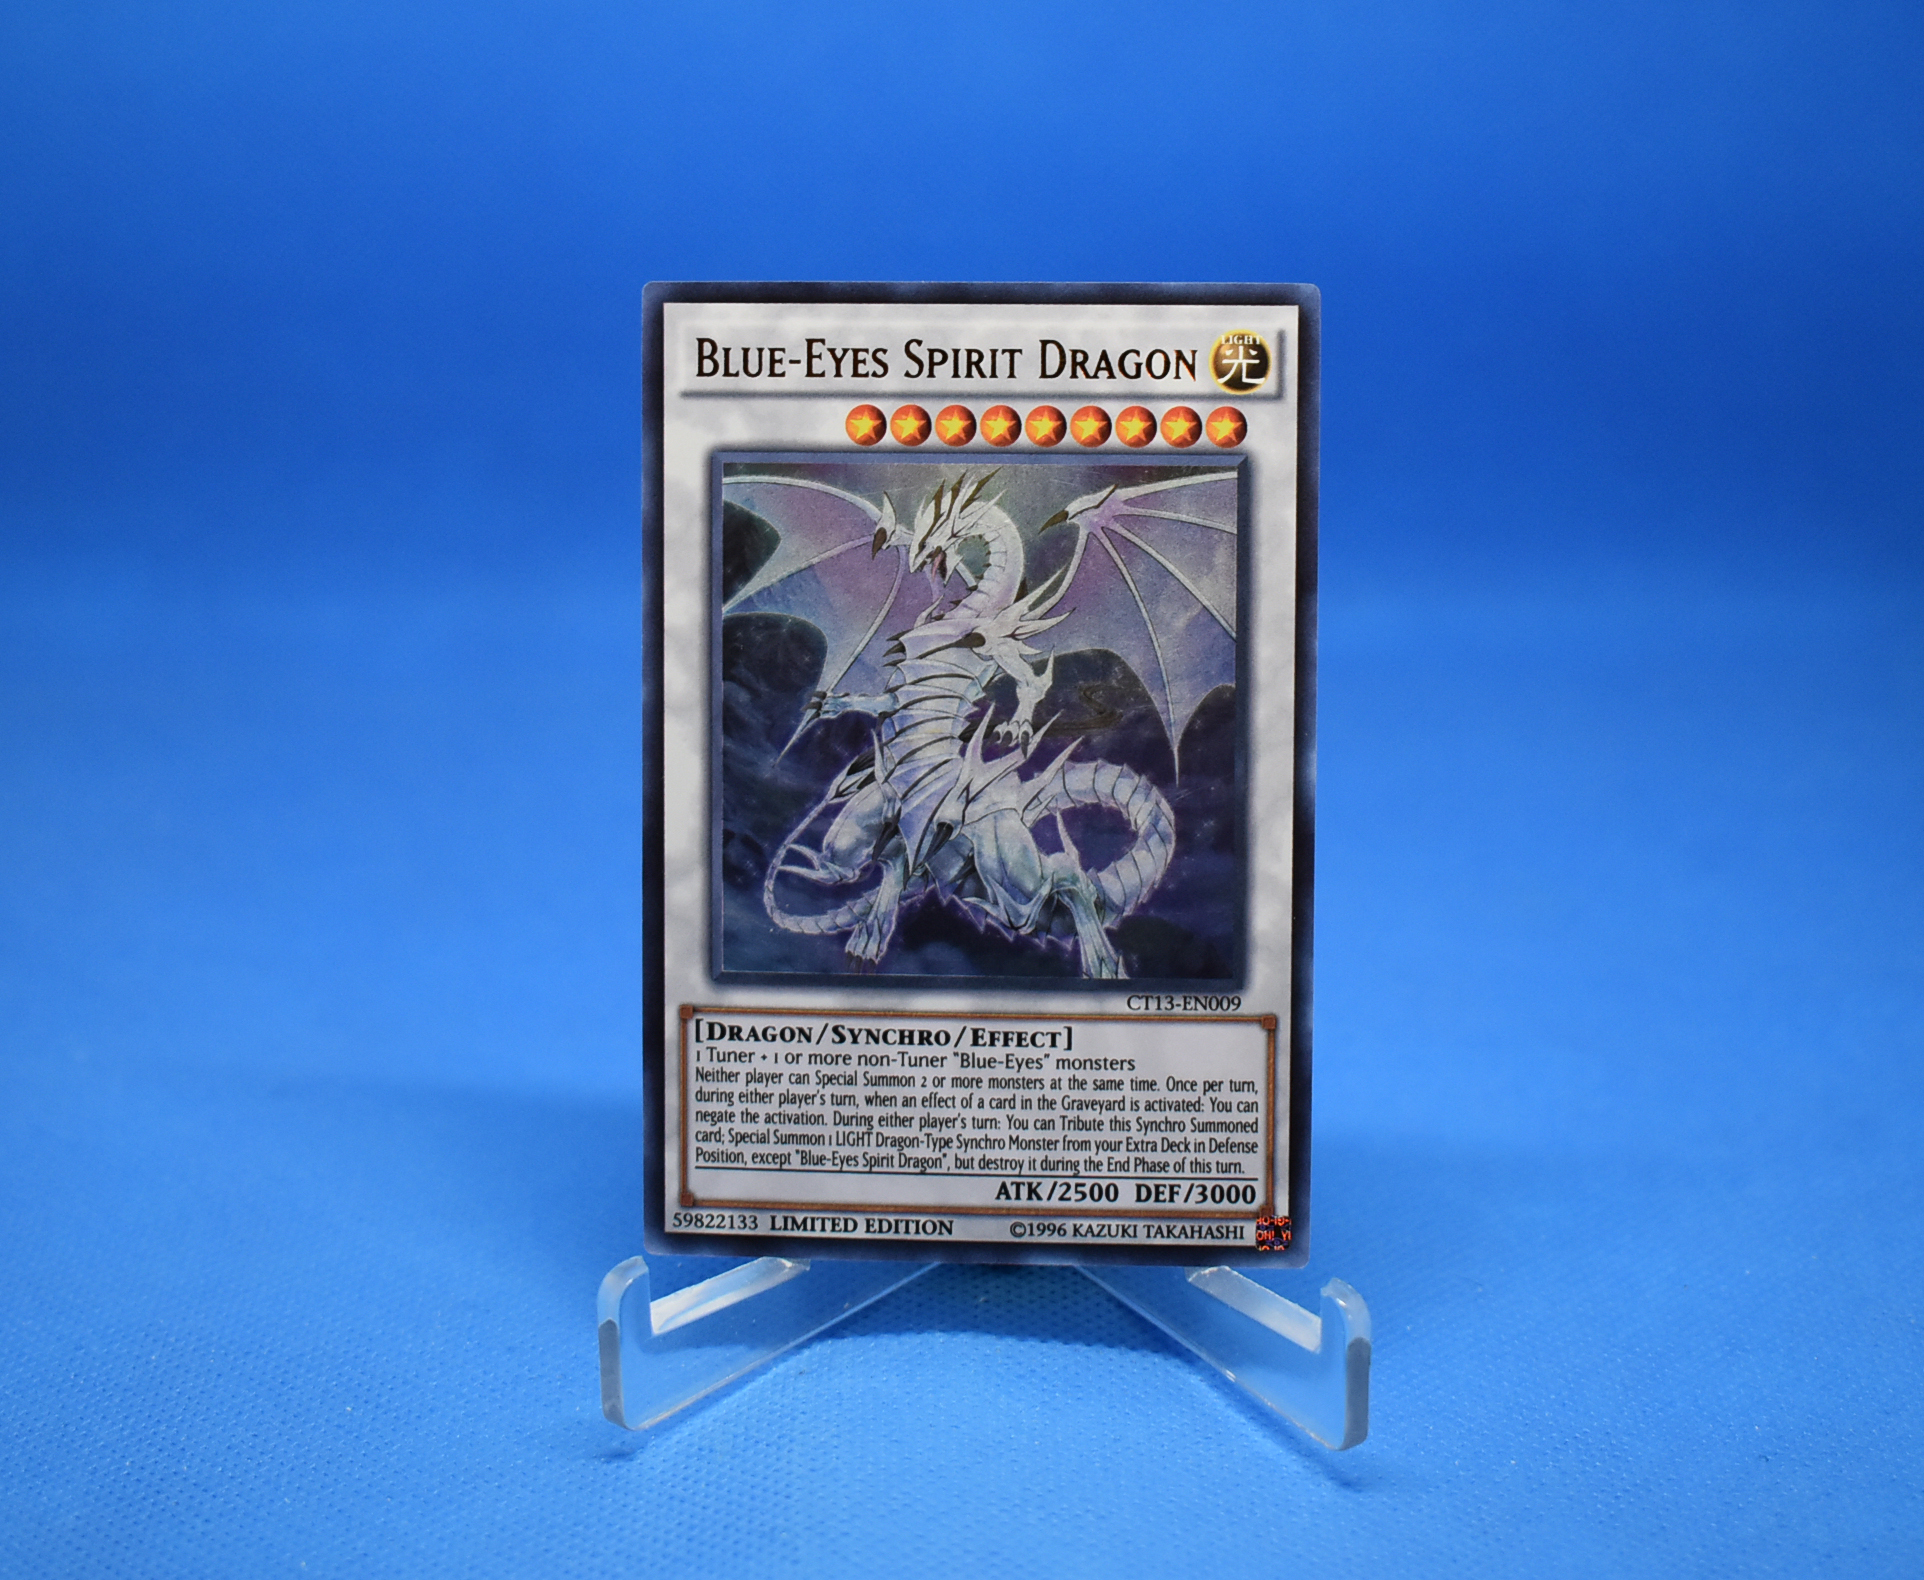 BLUE-EYES SPIRIT DRAGON
LIGHT
光
CT13-EN009
[DRAGON/SYNCHRO/EFFECT]
1 Tuner + 1 or more non-Tuner "Blue-Eyes" monsters
Neither player can Special Summon 2 or more monsters at the same time. Once per turn,
during either player's turn, when an effect of a card in the Graveyard is activated: You can
negate the activation. During either player's turn: You can Tribute this Synchro Summoned
card; Special Summon 1 LIGHT Dragon-Type Synchro Monster from your Extra Deck in Defense
Position, except "Blue-Eyes Spirit Dragon", but destroy it during the End Phase of this turn.
ATK/2500 DEF/3000
59822133 LIMITED EDITION ©1996 KAZUKI TAKAHASHI